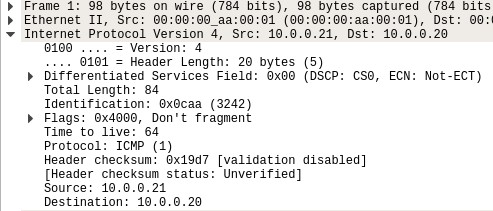 Frame 1: 98 bytes on wire (784 bits), 98 bytes captured (784 bits
Ethernet II, Src: 00:00:00_aa:00:01 (00:00:00:aa:00:01), Dst: 00:0
Internet Protocol Version 4, Src: 10.0.0.21, Dst: 10.0.0.20
0100 .... = Version: 4
.... 0101 = Header Length: 20 bytes (5)
Differentiated Services Field: 0x00 (DSCP: CS0, ECN: Not-ECT)
Total Length: 84
Identification: 0x0caa (3242)
Flags: 0x4000, Don't fragment
Time to live: 64
Protocol: ICMP (1)
Header checksum: 0x19d7 [validation disabled]
[Header checksum status: Unverified]
Source: 10.0.0.21
Destination: 10.0.0.20